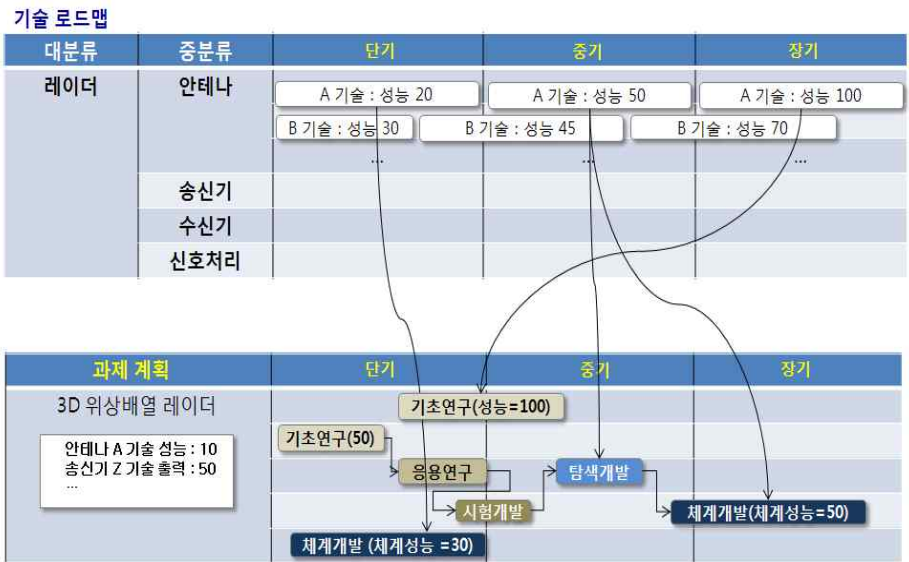 기술 로드맵
대분류 중분류 단기 중기 장기
레이더 안테나 A 기술 : 성능 20 A 기술 : 성능 50 A 기술 : 성능 100
B 기술 : 성능 30 B 기술 : 성능 45 B 기술 : 성능 70
... ... ...
송신기
수신기
신호처리
과제 계획 단기 중기 장기
3D 위상배열 레이더 기초연구(성능=100)
안테나 A 기술 성능 : 10
송신기 Z 기술 출력 : 50
...
기초연구(50)
응용연구 탐색개발
시험개발 체계개발(체계성능=50)
체계개발 (체계성능 =30)